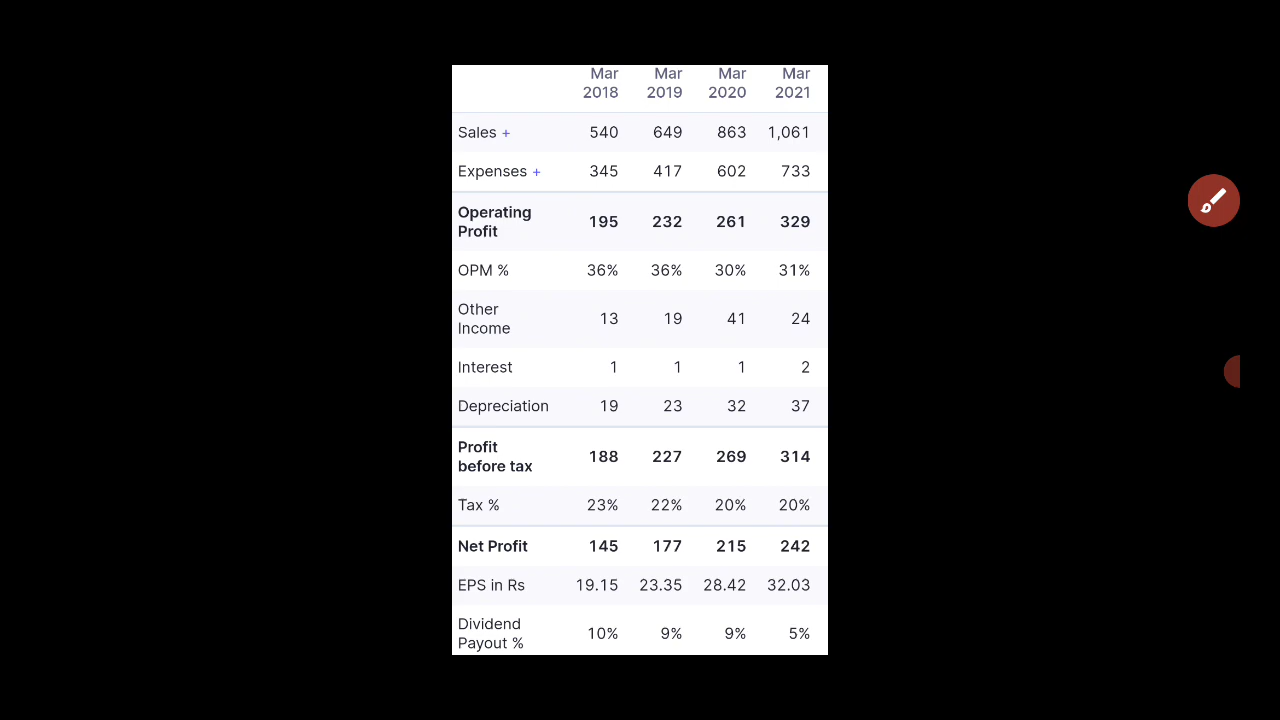 Mar Mar Mar Mar
2018 2019 2020 2021
Sales + 540 649 863 1,061
Expenses + 345 417 602 733
Operating
Profit 195 232 261 329
OPM % 36% 36% 30% 31%
Other
Income 13 19 41 24
Interest 1 1 1 2
Depreciation 19 23 32 37
Profit
before tax 188 227 269 314
Tax % 23% 22% 20% 20%
Net Profit 145 177 215 242
EPS in Rs 19.15 23.35 28.42 32.03
Dividend
Payout % 10% 9% 9% 5%